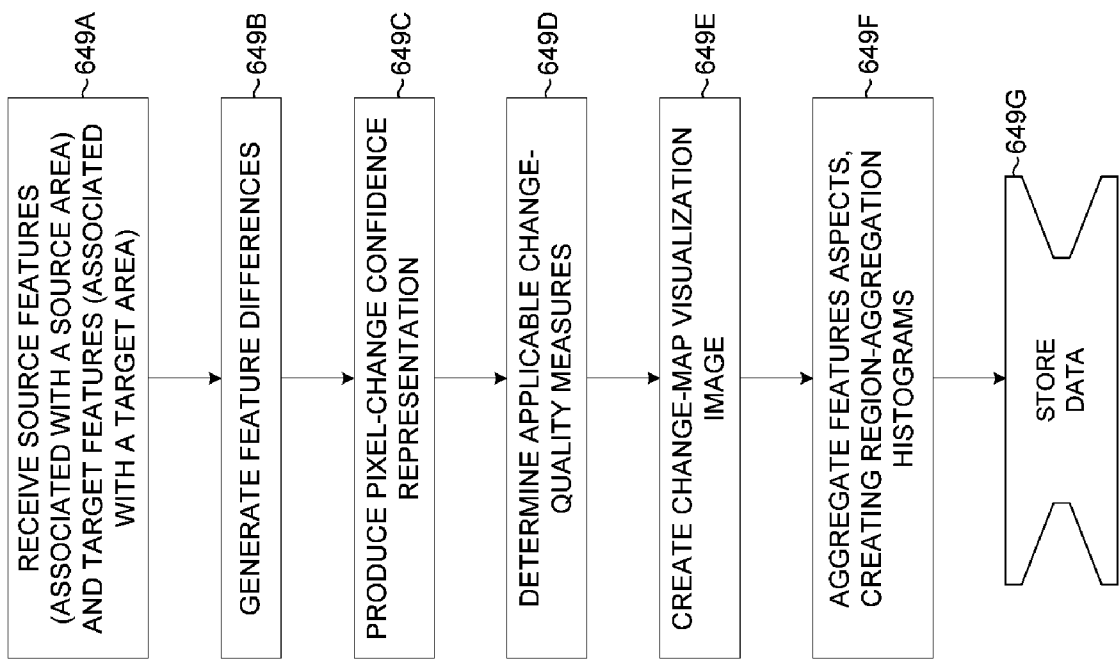 RECEIVE SOURCE FEATURES
(ASSOCIATED WITH A SOURCE AREA)
AND TARGET FEATURES (ASSOCIATED
WITH A TARGET AREA)
649A
GENERATE FEATURE DIFFERENCES
649B
PRODUCE PIXEL-CHANGE CONFIDENCE
REPRESENTATION
649C
DETERMINE APPLICABLE CHANGE-
QUALITY MEASURES
649D
CREATE CHANGE-MAP VISUALIZATION
IMAGE
649E
AGGREGATE FEATURES ASPECTS,
CREATING REGION-AGGREGATION
HISTOGRAMS
649F
STORE
DATA
649G